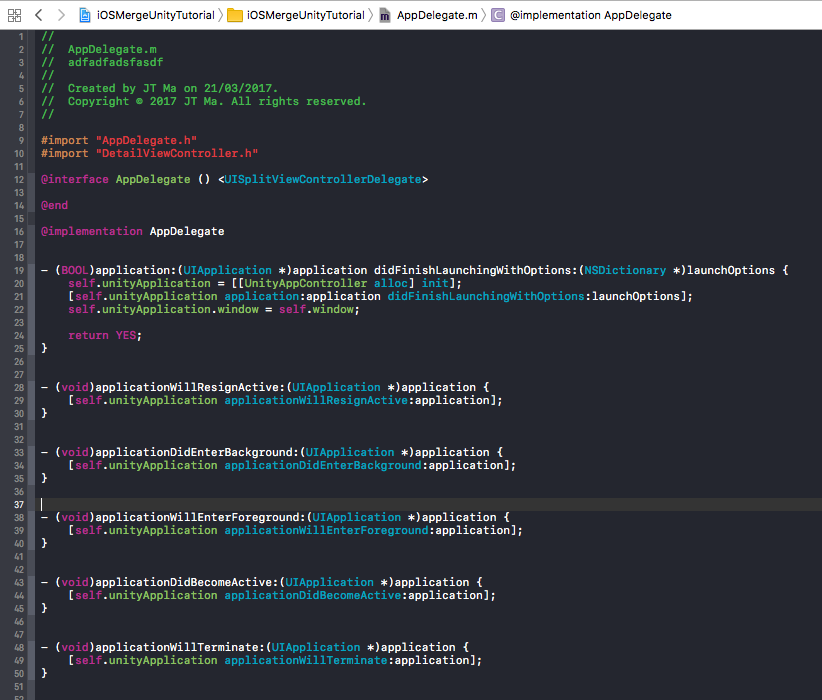 iOSMergeUnityTutorial iOSMergeUnityTutorial m AppDelegate.m C @implementation AppDelegate
1 //
2 //  AppDelegate.m
3 //  adfadfadsfasdf
4 //
5 //  Created by JT Ma on 21/03/2017.
6 //  Copyright © 2017 JT Ma. All rights reserved.
7 //
8
9 #import "AppDelegate.h"
10 #import "DetailViewController.h"
11
12 @interface AppDelegate () <UISplitViewControllerDelegate>
13
14 @end
15
16 @implementation AppDelegate
17
18
19 - (BOOL)application:(UIApplication *)application didFinishLaunchingWithOptions:(NSDictionary *)launchOptions {
20     self.unityApplication = [[UnityAppController alloc] init];
21     [self.unityApplication application:application didFinishLaunchingWithOptions:launchOptions];
22     self.unityApplication.window = self.window;
23
24     return YES;
25 }
26
27
28 - (void)applicationWillResignActive:(UIApplication *)application {
29     [self.unityApplication applicationWillResignActive:application];
30 }
31
32
33 - (void)applicationDidEnterBackground:(UIApplication *)application {
34     [self.unityApplication applicationDidEnterBackground:application];
35 }
36
37
38 - (void)applicationWillEnterForeground:(UIApplication *)application {
39     [self.unityApplication applicationWillEnterForeground:application];
40 }
41
42
43 - (void)applicationDidBecomeActive:(UIApplication *)application {
44     [self.unityApplication applicationDidBecomeActive:application];
45 }
46
47
48 - (void)applicationWillTerminate:(UIApplication *)application {
49     [self.unityApplication applicationWillTerminate:application];
50 }
51
52